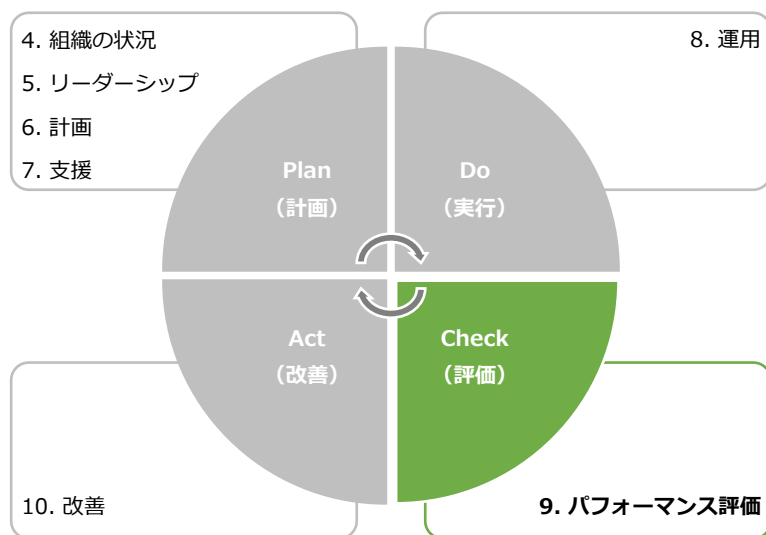 4. 組織の状況
5. リーダーシップ
6. 計画
7. 支援
8. 運用
Plan
（計画）
Do
（実行）
Act
（改善）
Check
（評価）
10. 改善
9. パフォーマンス評価